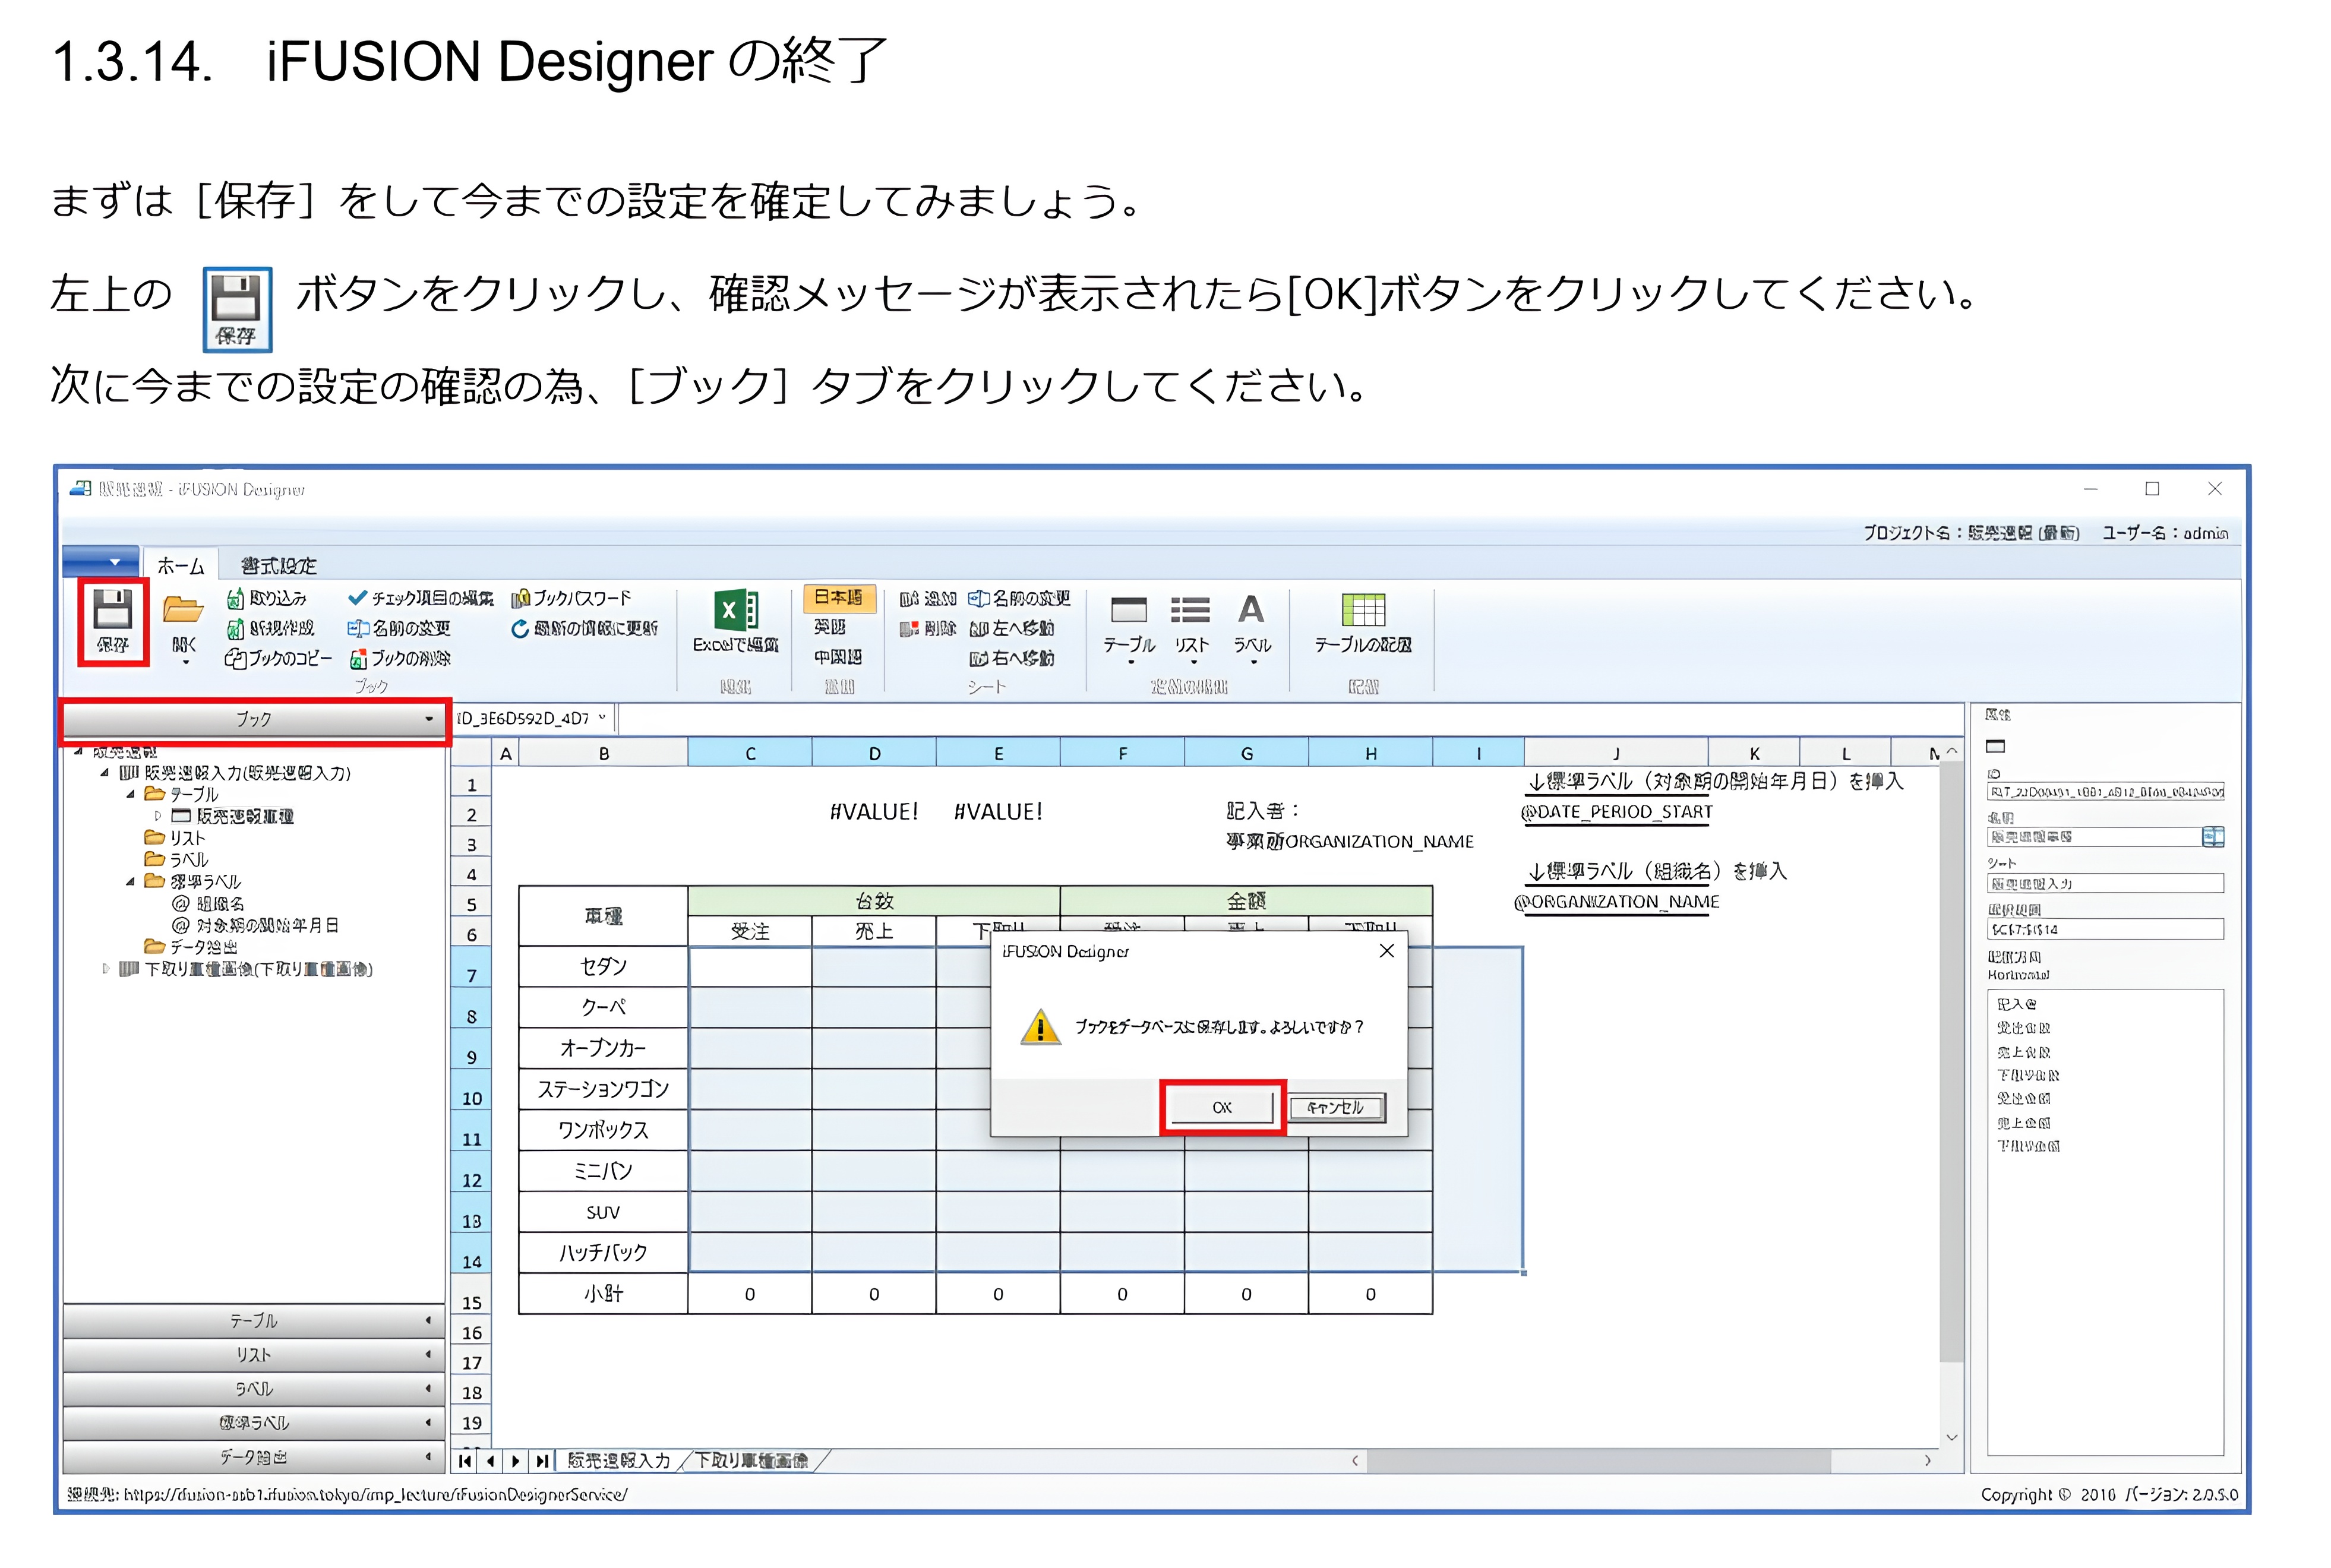 1.3.14. iFUSION Designer の終了
まずは［保存］をして今までの設定を確定してみましょう。
左上の 保存 ボタンをクリックし、確認メッセージが表示されたら[OK]ボタンをクリックしてください。
次に今までの設定の確認の為、［ブック］タブをクリックしてください。
販売速報 - iFUSION Designer
プロジェクト名：販売速報 (最新) ユーザー名：admin
ホーム 書式設定
取り込み チェック項目の編集 ブックパスワード 日本語 追加 名前の変更
新規作成 名前の変更 最新の情報に更新 英語 削除 左へ移動
保存 開く Excelで編集 テーブル リスト ラベル テーブルの配置
ブックのコピー ブックの削除 中国語 右へ移動
ブック シート
ブック
ID_3E6D592D_4D7
販売速報
販売速報入力(販売速報入力)
テーブル
販売速報車種
リスト
ラベル
標準ラベル
@ 組織名
@ 対象期の開始年月日
データ抽出
下取り車種画像(下取り車種画像)
テーブル
リスト
ラベル
標準ラベル
データ抽出
A B C D E F G H I J K L M
1 ↓標準ラベル（対象期の開始年月日）を挿入
2 #VALUE! #VALUE! 記入者： @DATE_PERIOD_START
3 事業所ORGANIZATION_NAME
4 ↓標準ラベル（組織名）を挿入
5 車種 台数 金額 @ORGANIZATION_NAME
6 受注 売上 下取り 受注 売上 下取り
7 セダン
8 クーペ
9 オープンカー
10 ステーションワゴン
11 ワンボックス
12 ミニバン
13 SUV
14 ハッチバック
15 小計 0 0 0 0 0 0
16
17
18
19
iFUSION Designer
ブックをデータベースに保存します。よろしいですか？
OK キャンセル
販売速報入力 下取り車種画像
属性
ID
名前
販売速報車種
シート
販売速報入力
選択範囲
$C$7:$I$14
Horizontal
記入者
受注台数
売上台数
下取り台数
受注金額
売上金額
下取り金額
接続先: https://ifusion-ssb1.ifusion.tokyo/imp_lecture/iFusionDesignerService/
Copyright © 2016 バージョン: 2.0.5.0